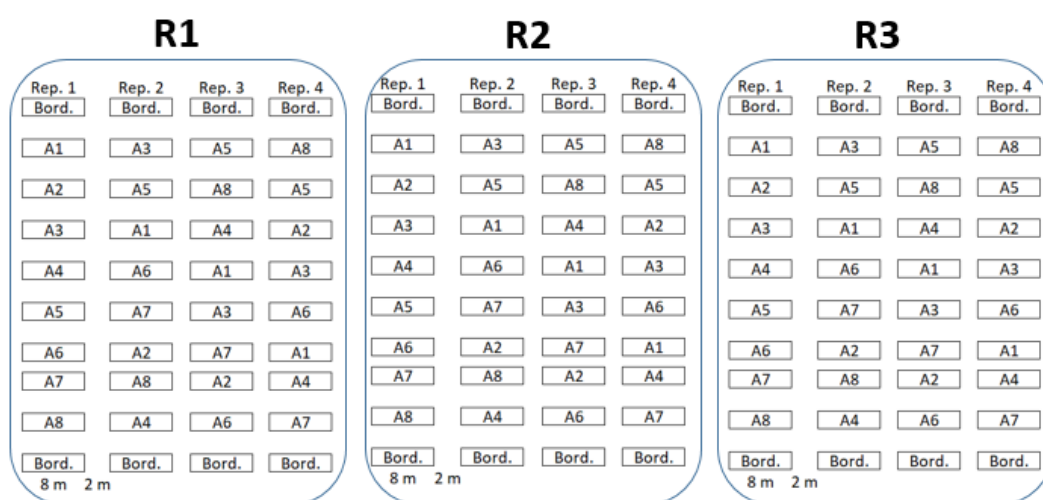 R1 R2 R3
Rep. 1 Rep. 2 Rep. 3 Rep. 4 Rep. 1 Rep. 2 Rep. 3 Rep. 4 Rep. 1 Rep. 2 Rep. 3 Rep. 4
Bord. Bord. Bord. Bord. Bord. Bord. Bord. Bord. Bord. Bord. Bord. Bord.
A1 A3 A5 A8 A1 A3 A5 A8 A1 A3 A5 A8
A2 A5 A8 A5 A2 A5 A8 A5 A2 A5 A8 A5
A3 A1 A4 A2 A3 A1 A4 A2 A3 A1 A4 A2
A4 A6 A1 A3 A4 A6 A1 A3 A4 A6 A1 A3
A5 A7 A3 A6 A5 A7 A3 A6 A5 A7 A3 A6
A6 A2 A7 A1 A6 A2 A7 A1 A6 A2 A7 A1
A7 A8 A2 A4 A7 A8 A2 A4 A7 A8 A2 A4
A8 A4 A6 A7 A8 A4 A6 A7 A8 A4 A6 A7
Bord. Bord. Bord. Bord. Bord. Bord. Bord. Bord. Bord. Bord. Bord. Bord.
8 m 2 m 8 m 2 m 8 m 2 m